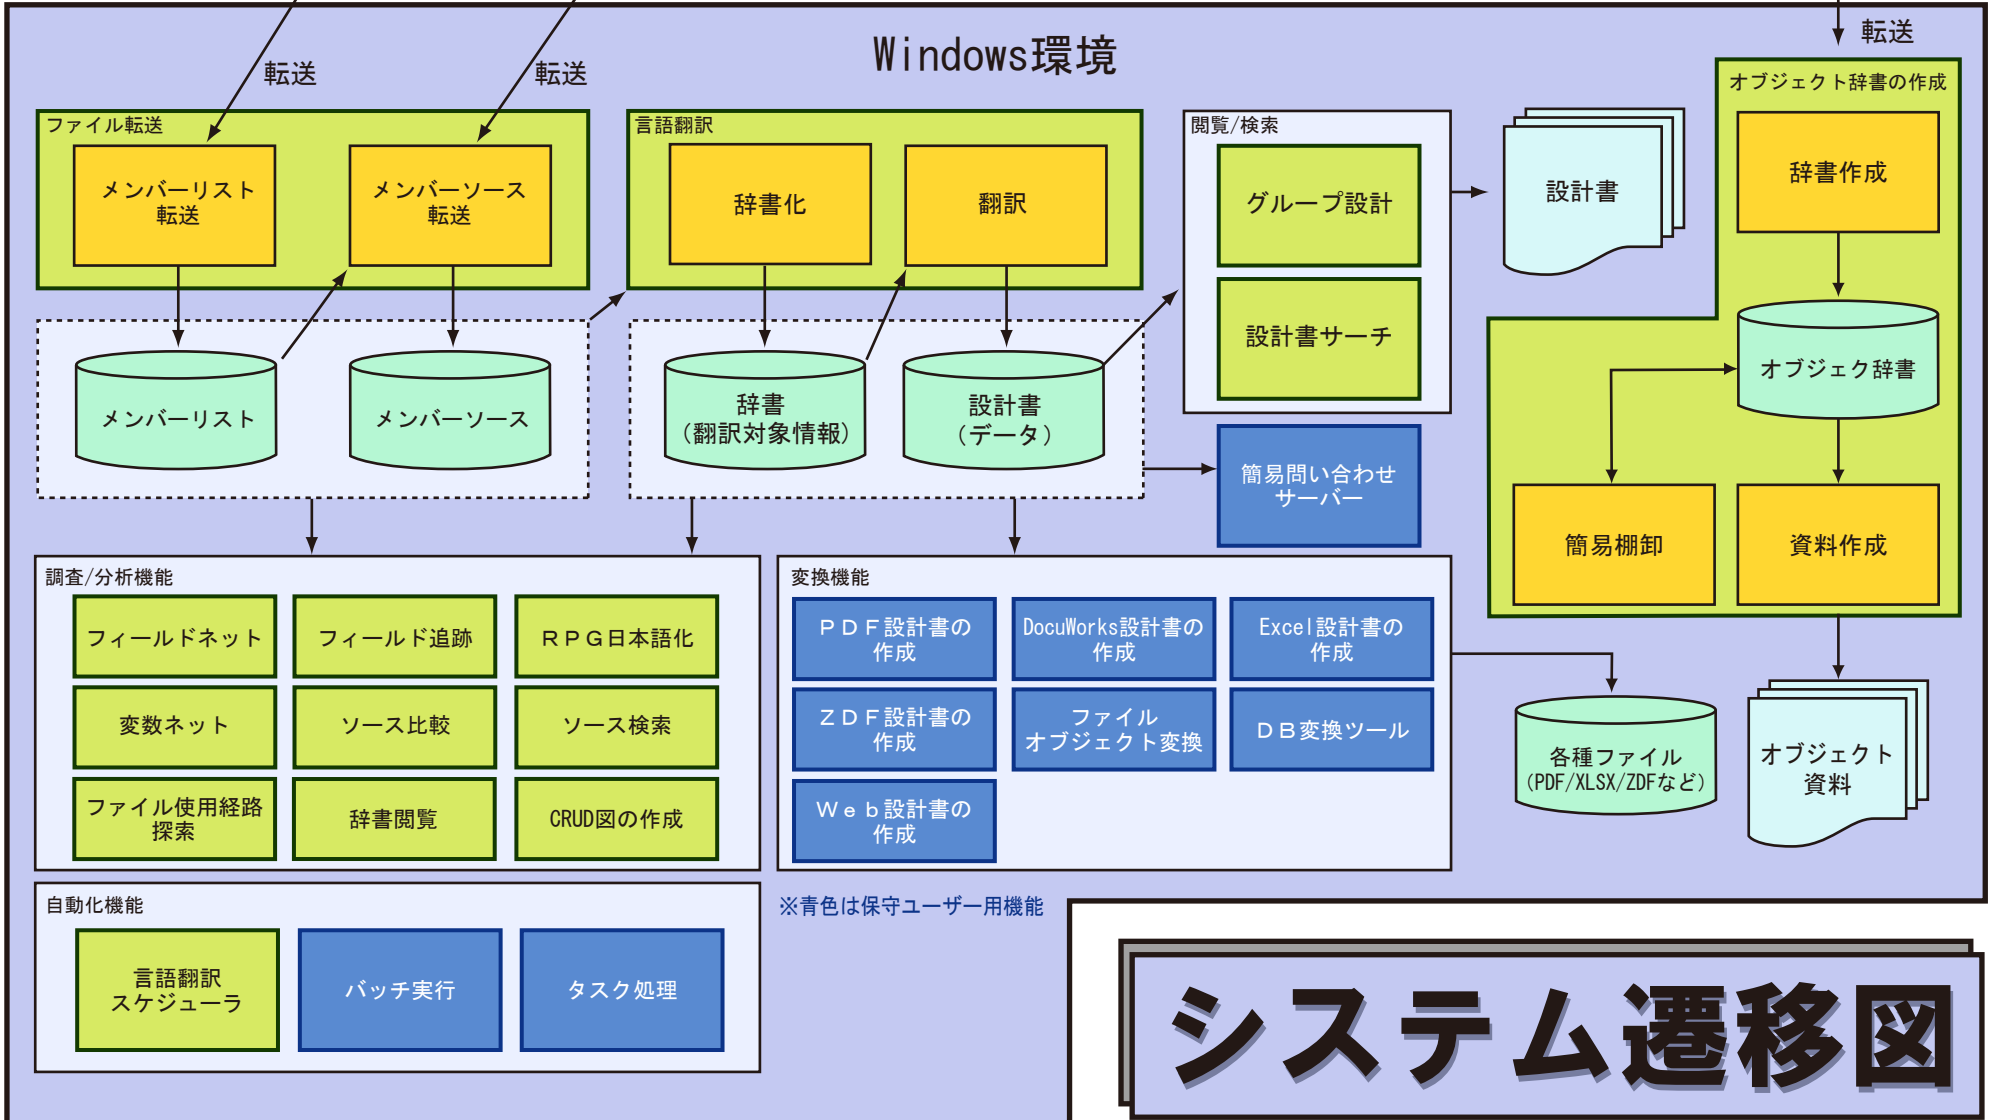 Windows環境
転送
転送
転送
ファイル転送
メンバーリスト
転送
メンバーソース
転送
メンバーリスト
メンバーソース
言語翻訳
辞書化
翻訳
辞書
（翻訳対象情報）
設計書
（データ）
閲覧/検索
グループ設計
設計書サーチ
設計書
簡易問い合わせ
サーバー
オブジェクト辞書の作成
辞書作成
オブジェク辞書
簡易棚卸
資料作成
オブジェクト
資料
調査/分析機能
フィールドネット
フィールド追跡
ＲＰＧ日本語化
変数ネット
ソース比較
ソース検索
ファイル使用経路
探索
辞書閲覧
CRUD図の作成
変換機能
ＰＤＦ設計書の
作成
DocuWorks設計書の
作成
Excel設計書の
作成
ＺＤＦ設計書の
作成
ファイル
オブジェクト変換
ＤＢ変換ツール
Ｗｅｂ設計書の
作成
各種ファイル
（PDF/XLSX/ZDFなど）
自動化機能
言語翻訳
スケジューラ
バッチ実行
タスク処理
※青色は保守ユーザー用機能
システム遷移図